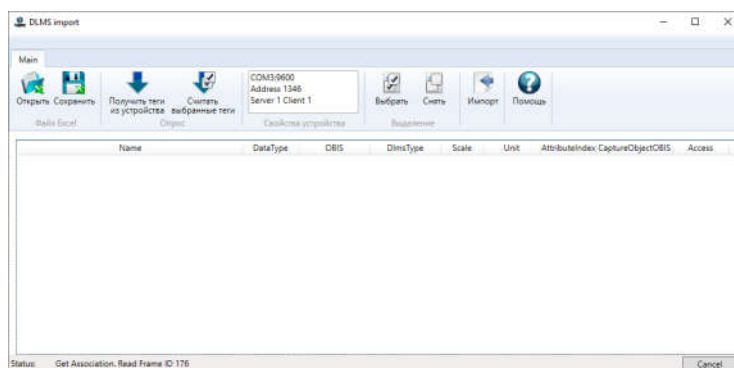 DLMS import
Main
Открыть Сохранить
Файл Excel
Получить теги из устройства
Считать выбранные теги
Опрос
COM3:9600
Address 1346
Server 1 Client 1
Свойства устройства
Выбрать Снять
Выделение
Импорт
Помощь
Name DataType OBIS DlmsType Scale Unit AttributeIndex CaptureObjectOBIS Access
Status: Get Association. Read Frame ID 176
Cancel